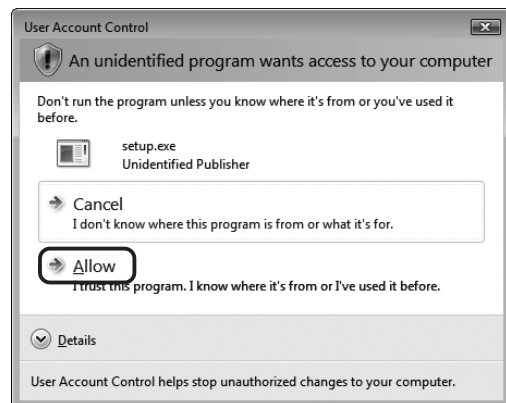 User Account Control
An unidentified program wants access to your computer
Don't run the program unless you know where it's from or you've used it
before.
setup.exe
Unidentified Publisher
Cancel
I don't know where this program is from or what it's for.
Allow
I trust this program. I know where it's from or I've used it before.
Details
User Account Control helps stop unauthorized changes to your computer.